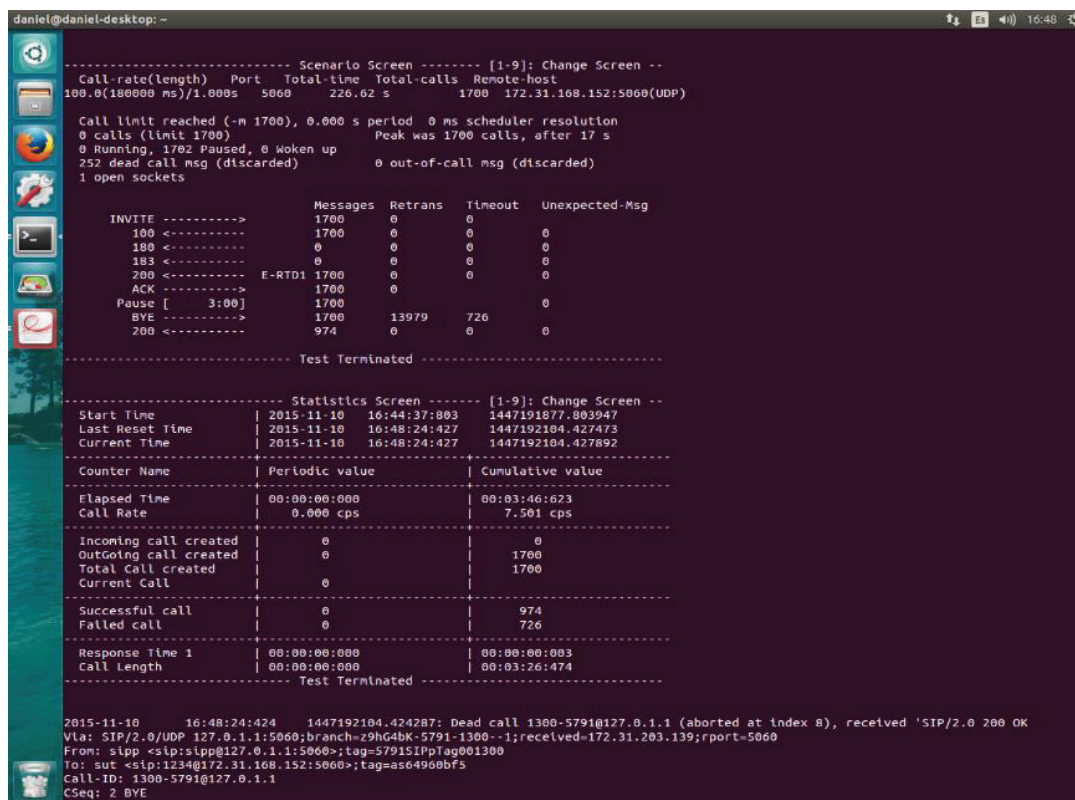 daniel@daniel-desktop: ~ Es 16:48
----------------------------- Scenario Screen -------- [1-9]: Change Screen --
Call-rate(length) Port Total-time Total-calls Remote-host
100.0(180000 ms)/1.000s 5060 226.62 s 1700 172.31.168.152:5060(UDP)
Call limit reached (-m 1700), 0.000 s period 0 ms scheduler resolution
0 calls (limit 1700) Peak was 1700 calls, after 17 s
0 Running, 1702 Paused, 0 Woken up
252 dead call msg (discarded) 0 out-of-call msg (discarded)
1 open sockets
Messages Retrans Timeout Unexpected-Msg
INVITE ----------> 1700 0 0
100 <---------- 1700 0 0 0
180 <---------- 0 0 0 0
183 <---------- 0 0 0 0
200 <---------- E-RTD1 1700 0 0 0
ACK ----------> 1700 0
Pause [ 3:00] 1700 0
BYE ----------> 1700 13979 726
200 <---------- 974 0 0 0
----------------------------- Test Terminated -------------------------------
---------------------------- Statistics Screen ------- [1-9]: Change Screen --
Start Time | 2015-11-10 16:44:37:803 1447191877.803947
Last Reset Time | 2015-11-10 16:48:24:427 1447192104.427473
Current Time | 2015-11-10 16:48:24:427 1447192104.427892
-------------------------+---------------------------+--------------------------
Counter Name | Periodic value | Cumulative value
-------------------------+---------------------------+--------------------------
Elapsed Time | 00:00:00:000 | 00:03:46:623
Call Rate | 0.000 cps | 7.501 cps
-------------------------+---------------------------+--------------------------
Incoming call created | 0 | 0
OutGoing call created | 0 | 1700
Total Call created | | 1700
Current Call | 0 |
-------------------------+---------------------------+--------------------------
Successful call | 0 | 974
Failed call | 0 | 726
-------------------------+---------------------------+--------------------------
Response Time 1 | 00:00:00:000 | 00:00:00:003
Call Length | 00:00:00:000 | 00:03:26:474
----------------------------- Test Terminated -------------------------------
2015-11-10 16:48:24:424 1447192104.424287: Dead call 1300-5791@127.0.1.1 (aborted at index 8), received 'SIP/2.0 200 OK
Via: SIP/2.0/UDP 127.0.1.1:5060;branch=z9hG4bK-5791-1300--1;received=172.31.203.139;rport=5060
From: sipp <sip:sipp@127.0.1.1:5060>;tag=5791SIPpTag001300
To: sut <sip:1234@172.31.168.152:5060>;tag=as64960bf5
Call-ID: 1300-5791@127.0.1.1
CSeq: 2 BYE